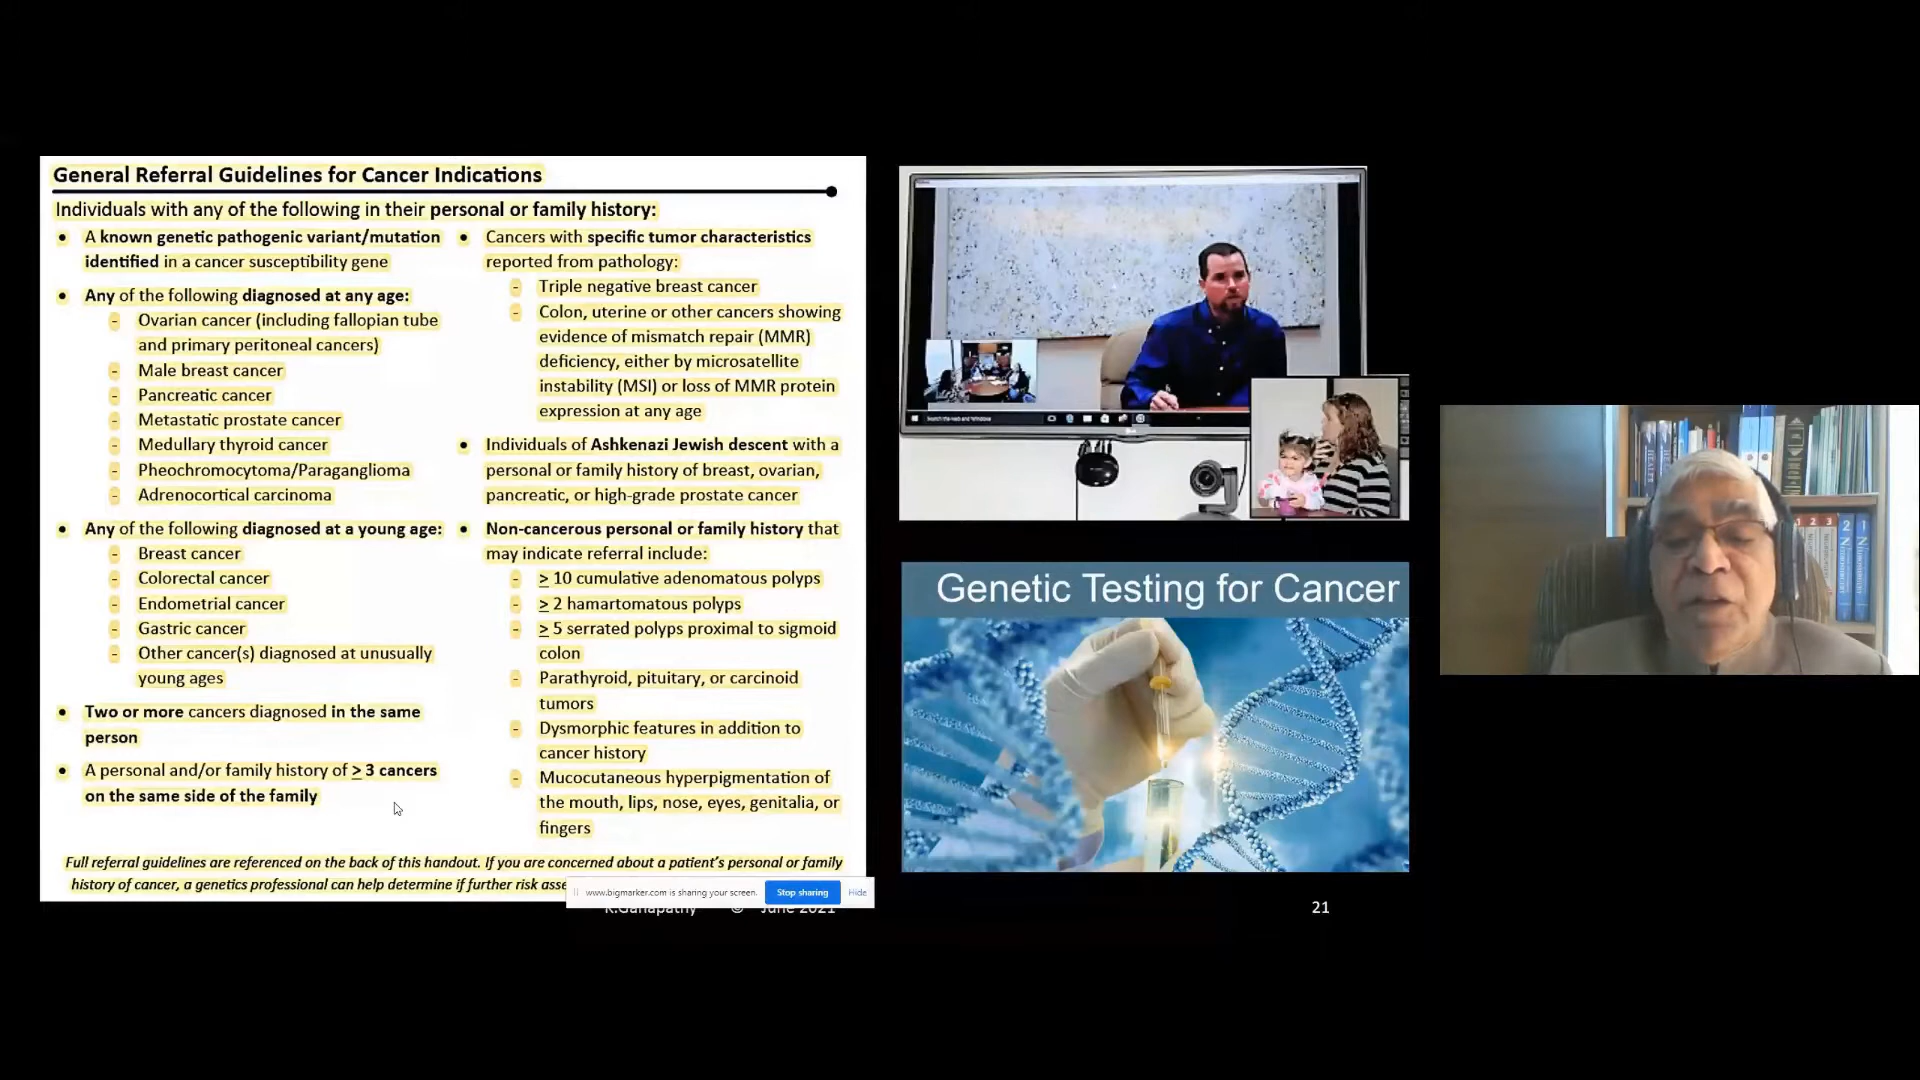 General Referral Guidelines for Cancer Indications
Individuals with any of the following in their personal or family history:
• A known genetic pathogenic variant/mutation
identified in a cancer susceptibility gene
• Any of the following diagnosed at any age:
- Ovarian cancer (including fallopian tube
and primary peritoneal cancers)
- Male breast cancer
- Pancreatic cancer
- Metastatic prostate cancer
- Medullary thyroid cancer
- Pheochromocytoma/Paraganglioma
- Adrenocortical carcinoma
• Any of the following diagnosed at a young age:
- Breast cancer
- Colorectal cancer
- Endometrial cancer
- Gastric cancer
- Other cancer(s) diagnosed at unusually
young ages
• Two or more cancers diagnosed in the same
person
• A personal and/or family history of ≥ 3 cancers
on the same side of the family
• Cancers with specific tumor characteristics
reported from pathology:
- Triple negative breast cancer
- Colon, uterine or other cancers showing
evidence of mismatch repair (MMR)
deficiency, either by microsatellite
instability (MSI) or loss of MMR protein
expression at any age
• Individuals of Ashkenazi Jewish descent with a
personal or family history of breast, ovarian,
pancreatic, or high-grade prostate cancer
• Non-cancerous personal or family history that
may indicate referral include:
- ≥ 10 cumulative adenomatous polyps
- ≥ 2 hamartomatous polyps
- ≥ 5 serrated polyps proximal to sigmoid
colon
- Parathyroid, pituitary, or carcinoid
tumors
- Dysmorphic features in addition to
cancer history
- Mucocutaneous hyperpigmentation of
the mouth, lips, nose, eyes, genitalia, or
fingers
Full referral guidelines are referenced on the back of this handout. If you are concerned about a patient's personal or family
history of cancer, a genetics professional can help determine if further risk asse
www.bigmarker.com is sharing your screen. Stop sharing Hide
K.Ganapathy © June 2021
21
Genetic Testing for Cancer